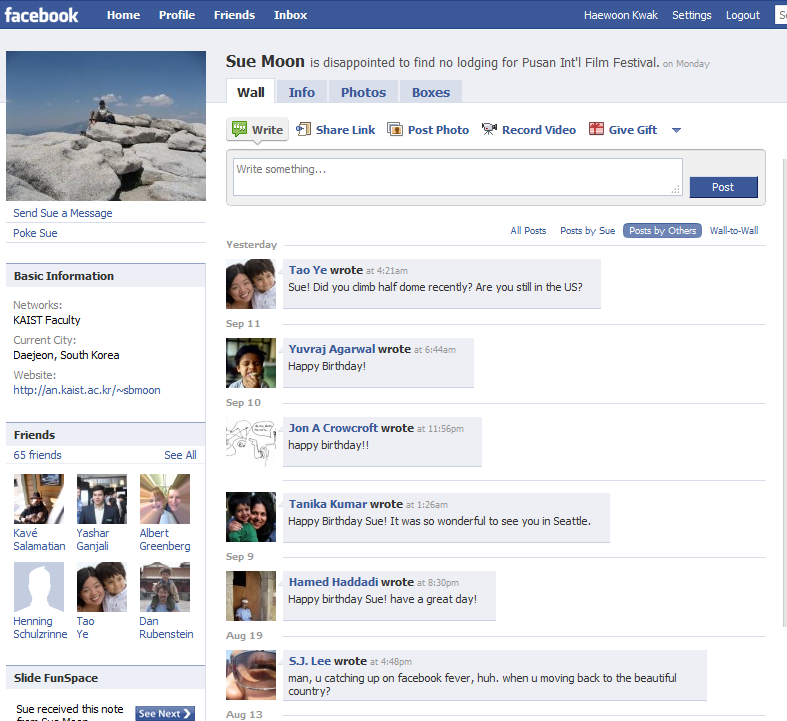 facebook Home Profile Friends Inbox Haewoon Kwak Settings Logout
Sue Moon is disappointed to find no lodging for Pusan Int'l Film Festival. on Monday
Wall Info Photos Boxes
Write Share Link Post Photo Record Video Give Gift
Write something...
Post
All Posts Posts by Sue Posts by Others Wall-to-Wall
Send Sue a Message
Poke Sue
Basic Information
Networks:
KAIST Faculty
Current City:
Daejeon, South Korea
Website:
http://an.kaist.ac.kr/~sbmoon
Friends
65 friends See All
Kavé Salamatian
Yashar Ganjali
Albert Greenberg
Henning Schulzrinne
Tao Ye
Dan Rubenstein
Slide FunSpace
Sue received this note
from Sue Moon
See Next
Yesterday
Tao Ye wrote at 4:21am
Sue! Did you climb half dome recently? Are you still in the US?
Sep 11
Yuvraj Agarwal wrote at 6:44am
Happy Birthday!
Sep 10
Jon A Crowcroft wrote at 11:56pm
happy birthday!!
Tanika Kumar wrote at 1:26am
Happy Birthday Sue! It was so wonderful to see you in Seattle.
Sep 9
Hamed Haddadi wrote at 8:30pm
Happy birthday Sue! have a great day!
Aug 19
S.J. Lee wrote at 4:48pm
man, u catching up on facebook fever, huh. when u moving back to the beautiful
country?
Aug 13